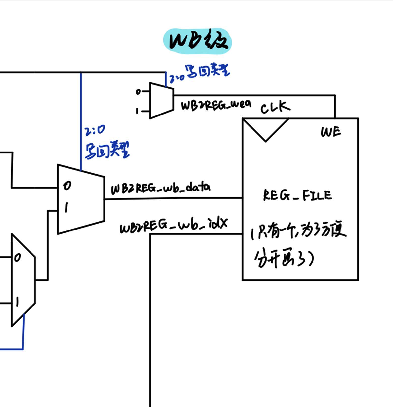 WB级
2:0 写回类型
0
1
WB2REG_wea
CLK
WE
2:0
写回类型
0
1
WB2REG_wb_data
REG_FILE
WB2REG_wb_idx
(只有一个,为了方便
分开画了)
0
1